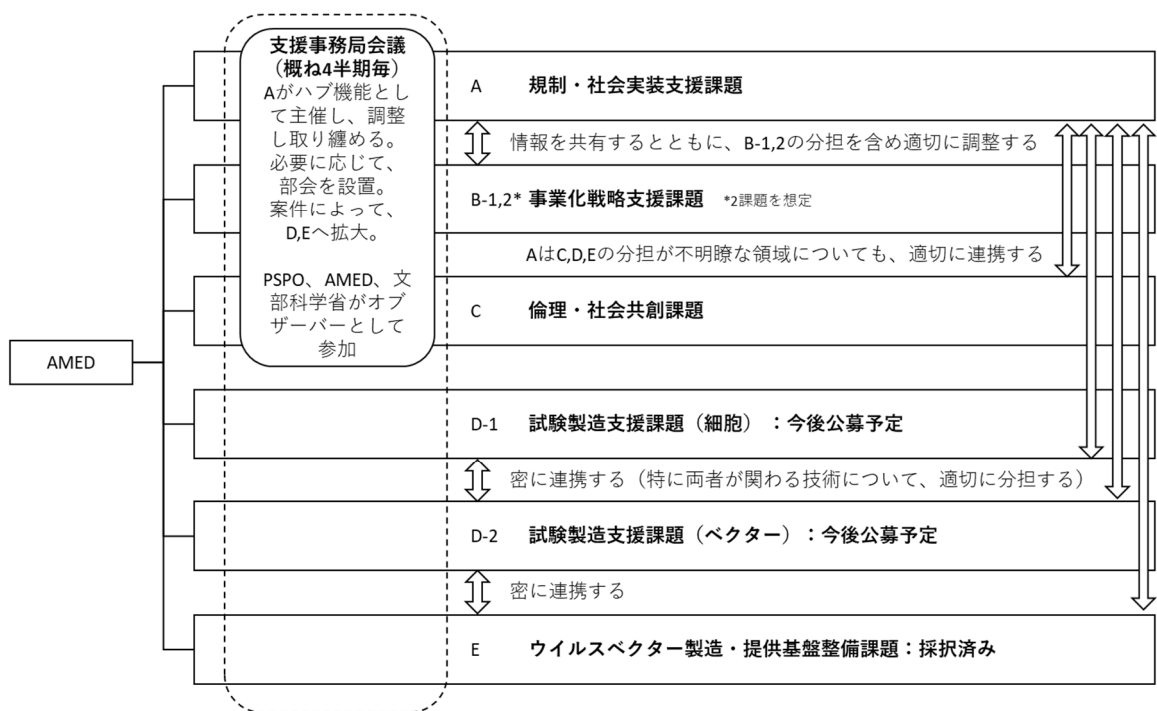 支援事務局会議
（概ね4半期毎）
Aがハブ機能とし
て主催し、調整
し取り纏める。
必要に応じて、
部会を設置。
案件によって、
D,Eへ拡大。
PSPO、AMED、文
部科学省がオブ
ザーバーとして
参加
AMED
A 規制・社会実装支援課題
情報を共有するとともに、B-1,2の分担を含め適切に調整する
B-1,2* 事業化戦略支援課題 *2課題を想定
AはC,D,Eの分担が不明瞭な領域についても、適切に連携する
C 倫理・社会共創課題
D-1 試験製造支援課題（細胞）：今後公募予定
密に連携する（特に両者が関わる技術について、適切に分担する）
D-2 試験製造支援課題（ベクター）：今後公募予定
密に連携する
E ウイルスベクター製造・提供基盤整備課題：採択済み